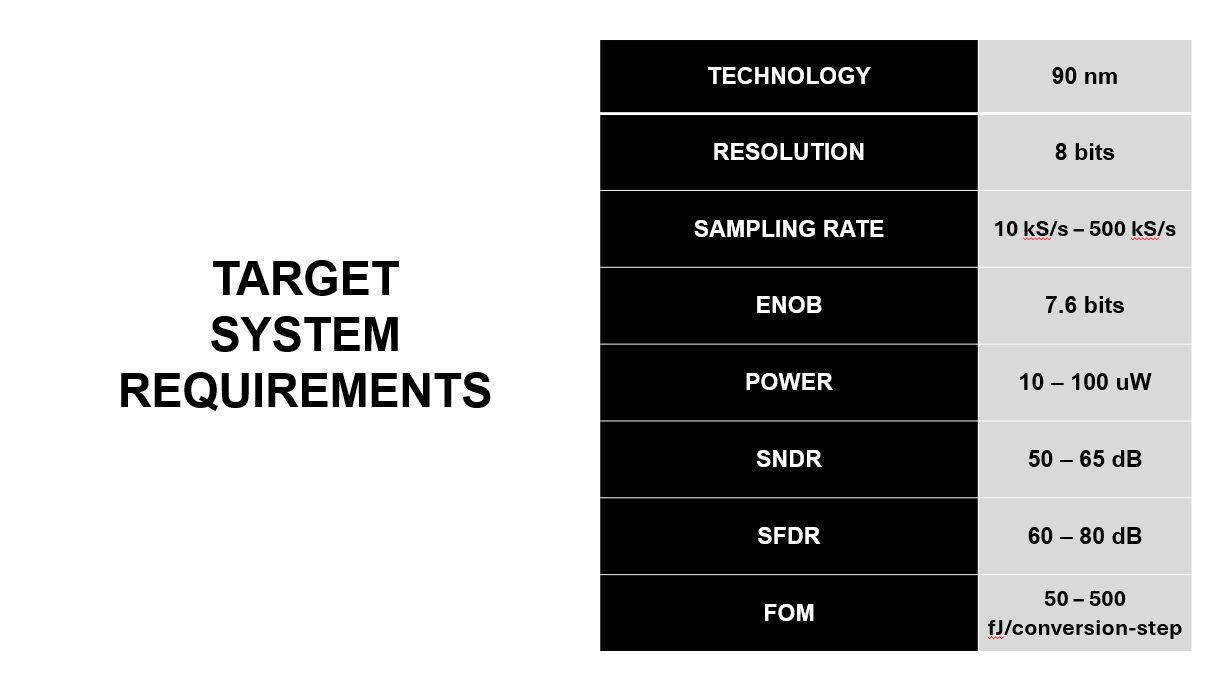 TARGET
SYSTEM
REQUIREMENTS
TECHNOLOGY 90 nm
RESOLUTION 8 bits
SAMPLING RATE 10 kS/s – 500 kS/s
ENOB 7.6 bits
POWER 10 – 100 uW
SNDR 50 – 65 dB
SFDR 60 – 80 dB
FOM 50 – 500
fJ/conversion-step